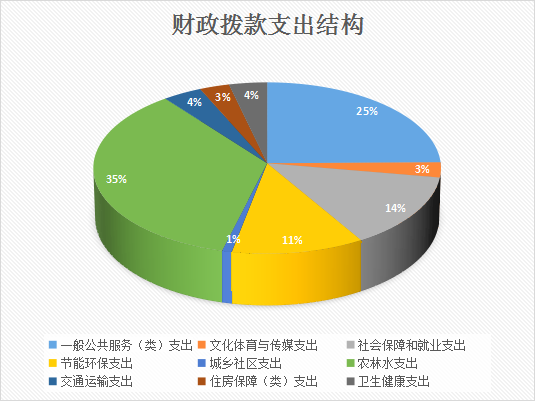 财政拨款支出结构
4%
25%
3%
4%
3%
35%
14%
1%
11%
一般公共服务（类）支出 文化体育与传媒支出 社会保障和就业支出
节能环保支出 城乡社区支出 农林水支出
交通运输支出 住房保障（类）支出 卫生健康支出